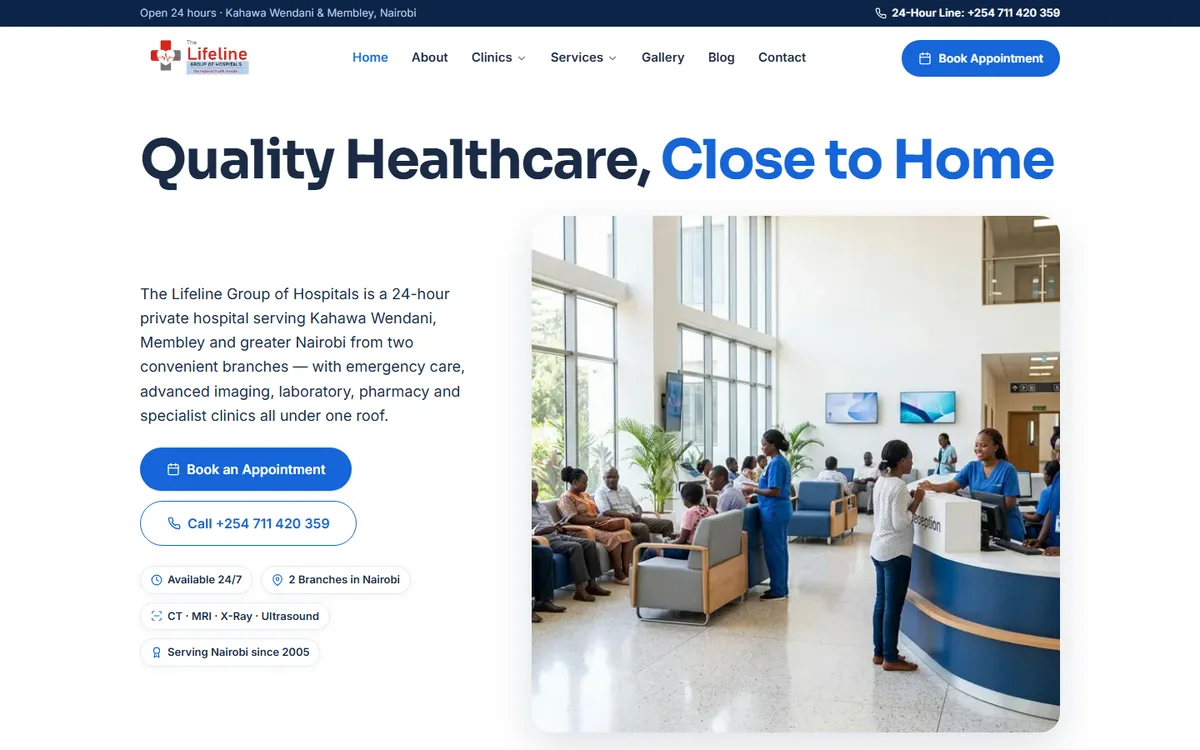 Open 24 hours · Kahawa Wendani & Membley, Nairobi
24-Hour Line: +254 711 420 359
The
Lifeline
GROUP OF HOSPITALS
Home
About
Clinics
Services
Gallery
Blog
Contact
Book Appointment
Quality Healthcare, Close to Home
The Lifeline Group of Hospitals is a 24-hour
private hospital serving Kahawa Wendani,
Membley and greater Nairobi from two
convenient branches — with emergency care,
advanced imaging, laboratory, pharmacy and
specialist clinics all under one roof.
Book an Appointment
Call +254 711 420 359
Available 24/7
2 Branches in Nairobi
CT · MRI · X-Ray · Ultrasound
Serving Nairobi since 2005